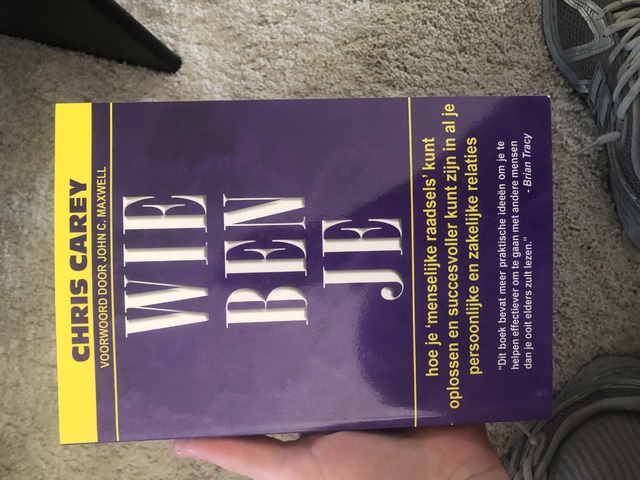 CHRIS CAREY
VOORWOORD DOOR JOHN C. MAXWELL
WIE
BEN
JE
hoe je 'menselijke raadsels' kunt
oplossen en succesvoller kunt zijn in al je
persoonlijke en zakelijke relaties
"Dit boek bevat meer praktische ideeën om je te
helpen effectiever om te gaan met andere mensen
dan je ooit elders zult lezen."
- Brian Tracy